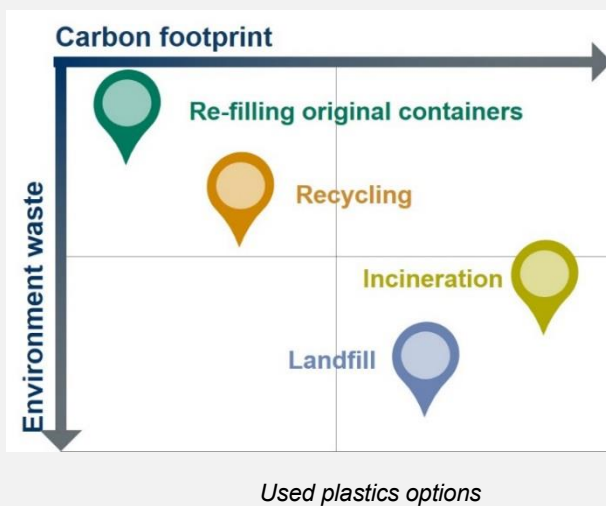 Carbon footprint
Re-filling original containers
Recycling
Environment waste
Incineration
Landfill
Used plastics options